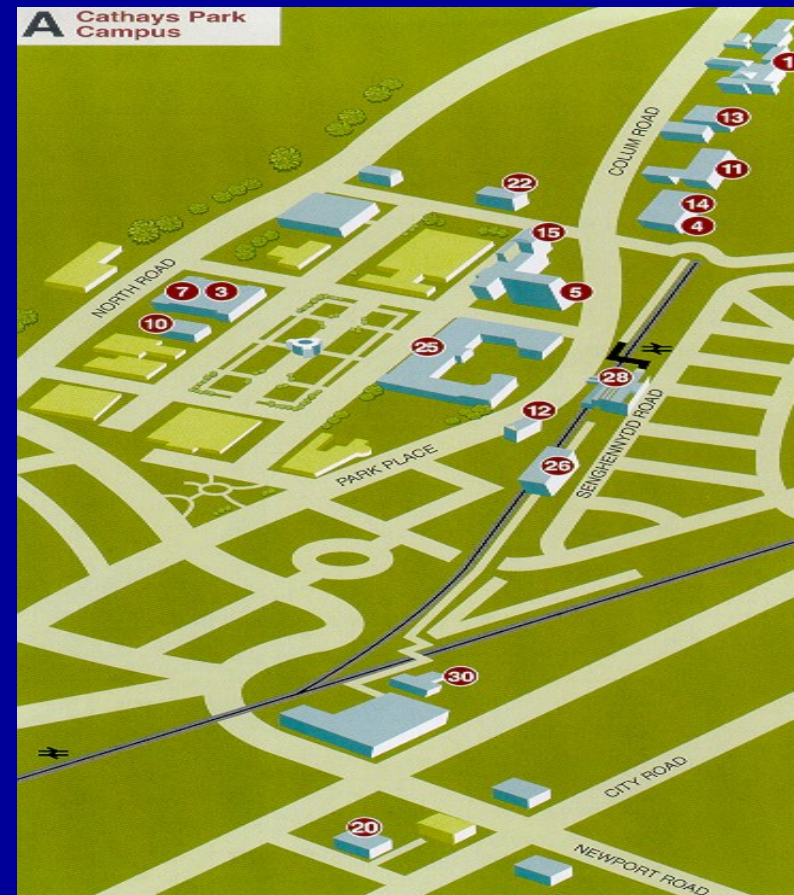 A Cathays Park
Campus
1
13
COLUM ROAD
11
22
14
4
15
NORTH ROAD
7 3
5
10
25
28
12
SENGHENNYDD ROAD
PARK PLACE
26
30
CITY ROAD
20
NEWPORT ROAD